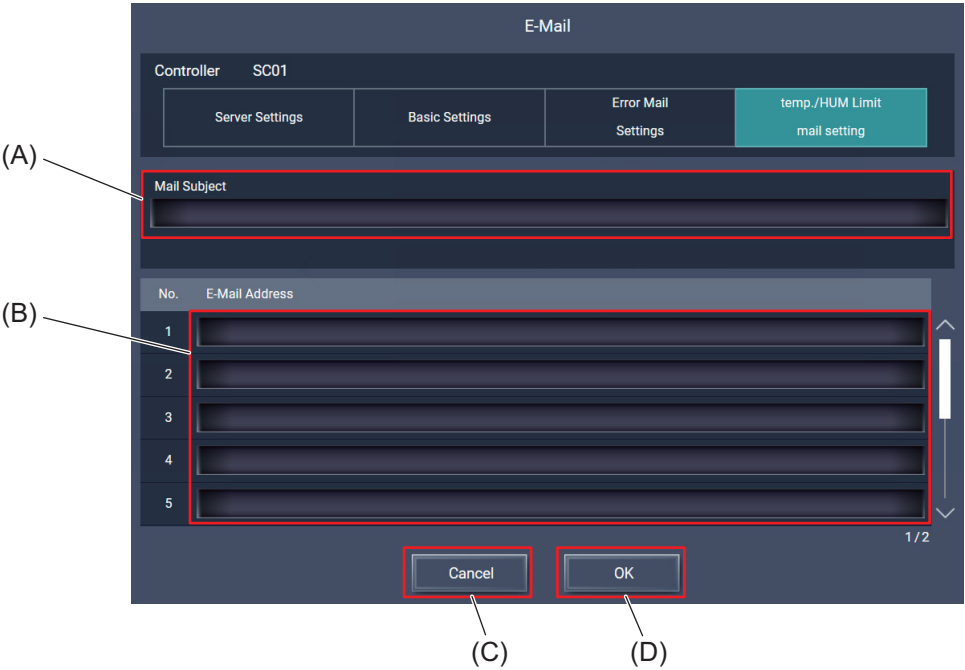 E-Mail
Controller SC01
Server Settings
Basic Settings
Error Mail
Settings
temp./HUM Limit
mail setting
(A)
Mail Subject
No. E-Mail Address
(B)
1
2
3
4
5
1/2
Cancel
OK
(C)
(D)